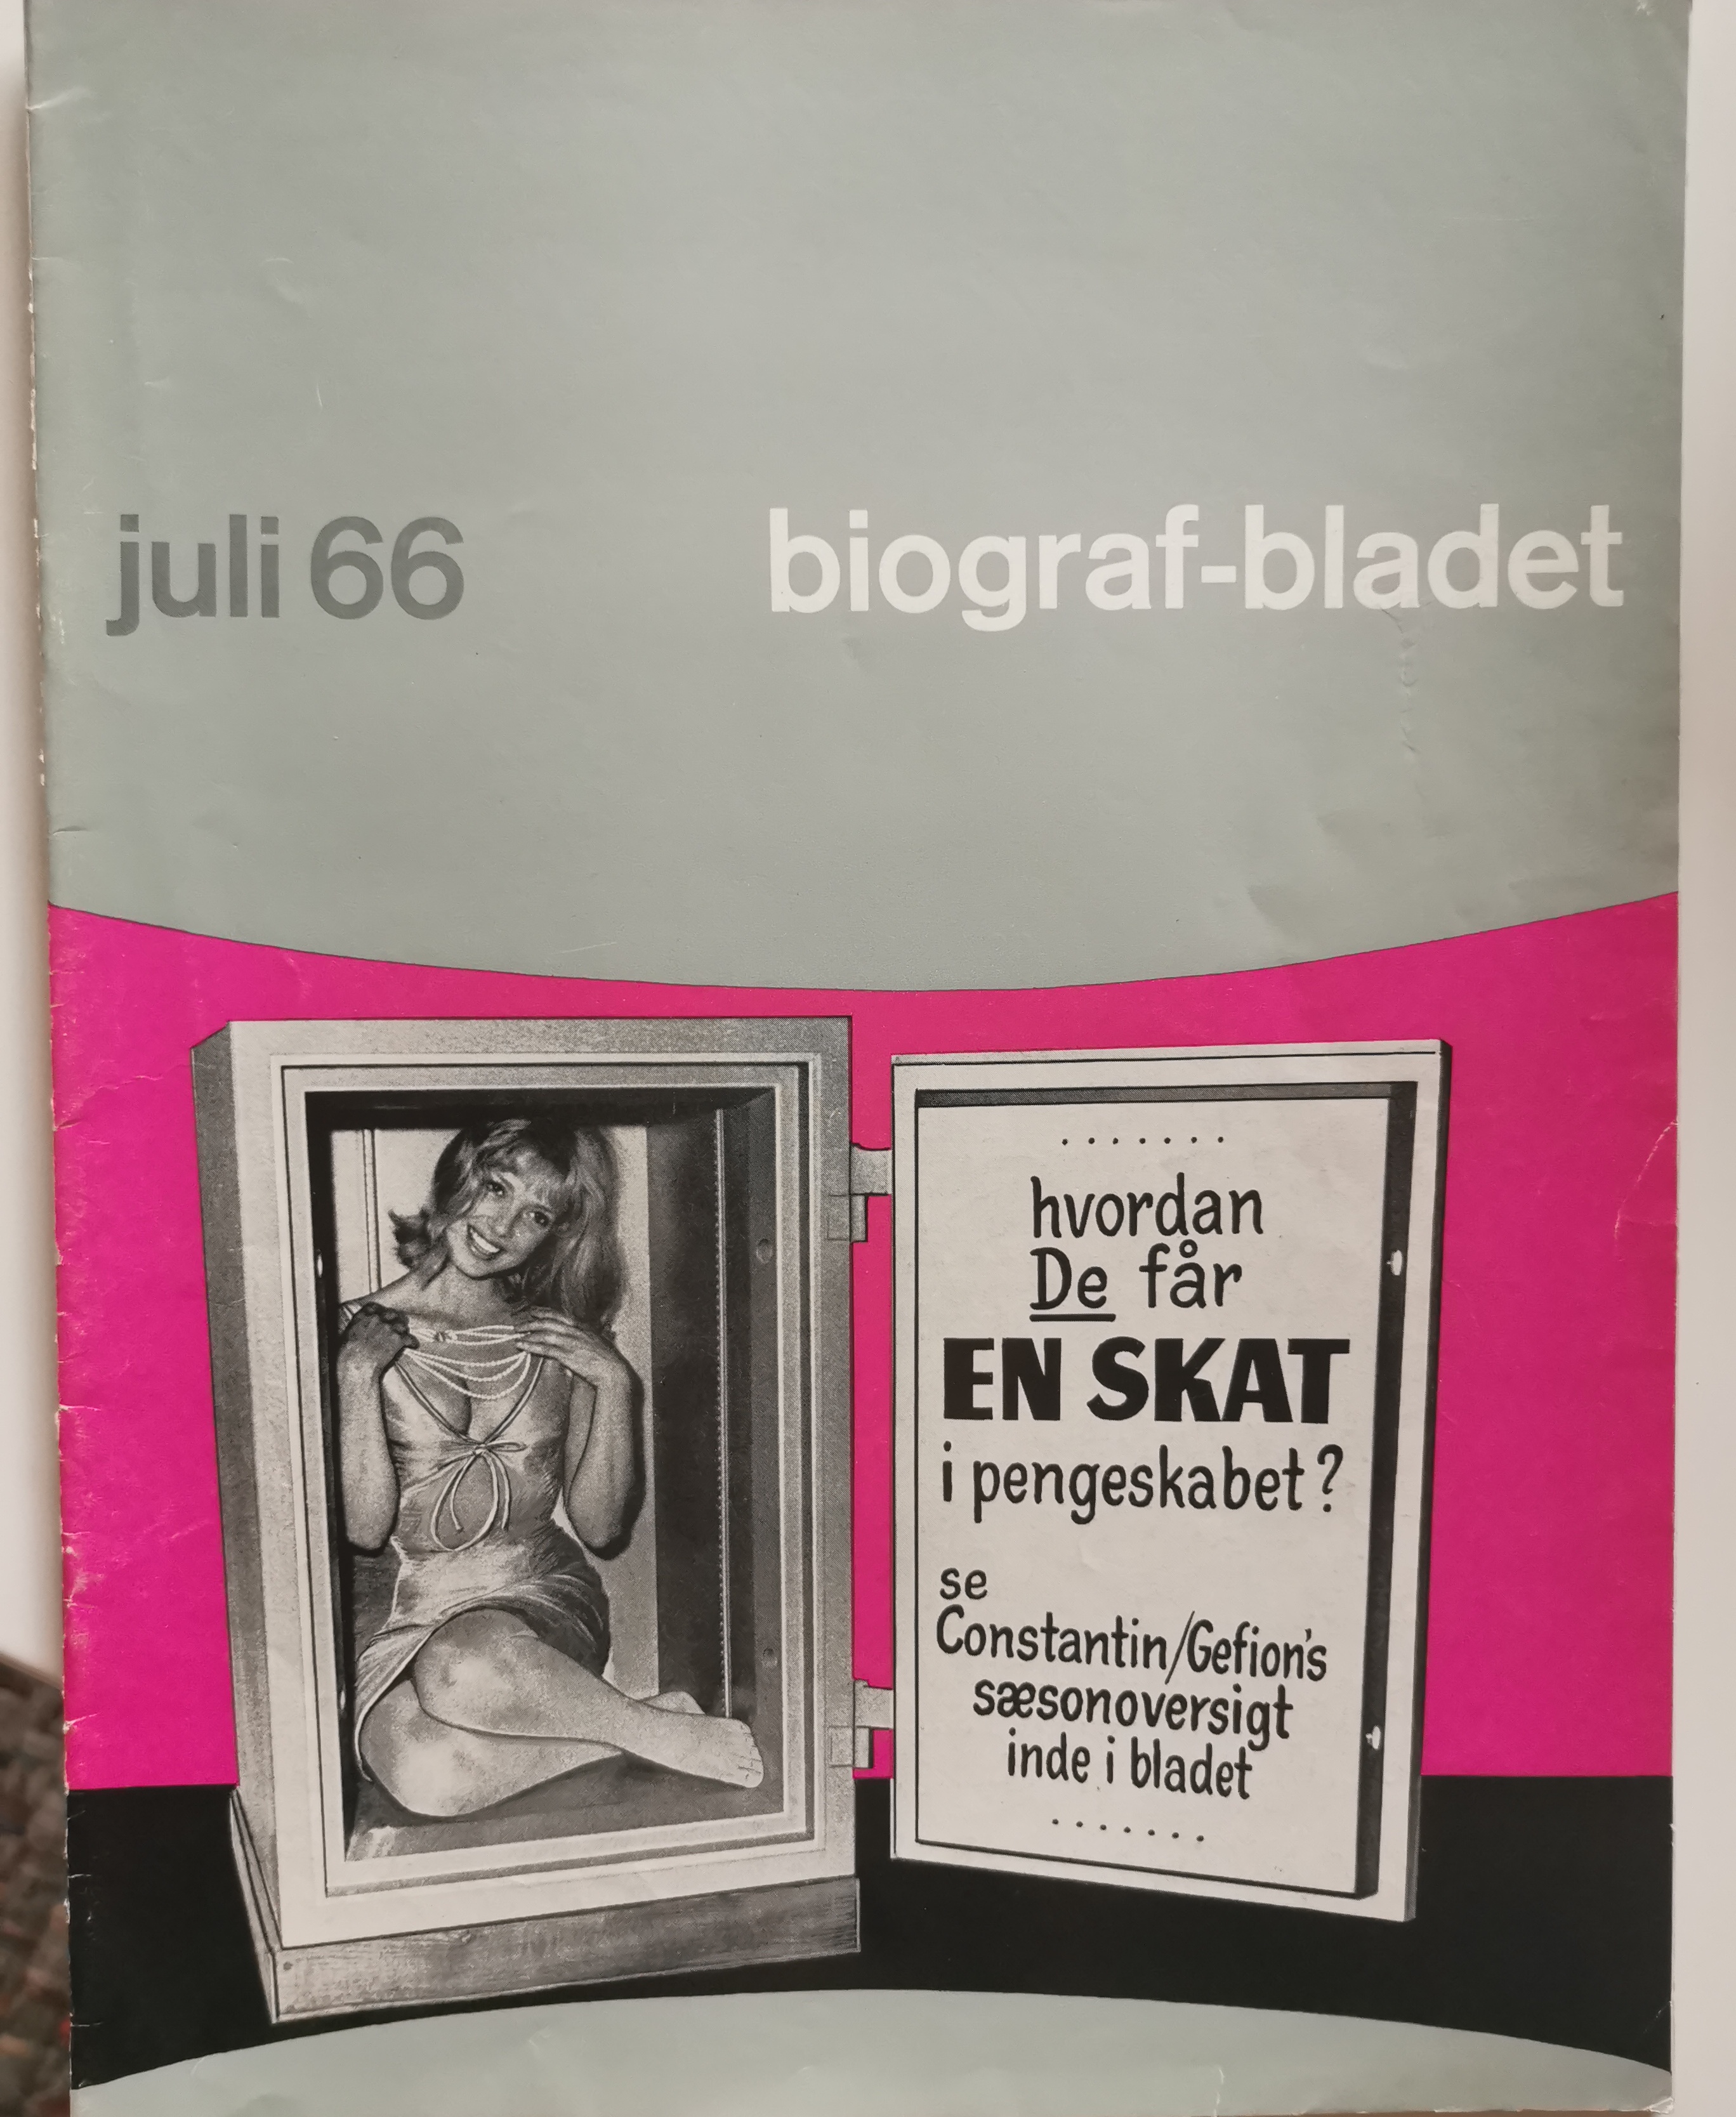 juli 66
biograf-bladet
.......
hvordan
De får
EN SKAT
i pengeskabet?
se
Constantin/Gefion's
sæsonoversigt
inde i bladet
.......